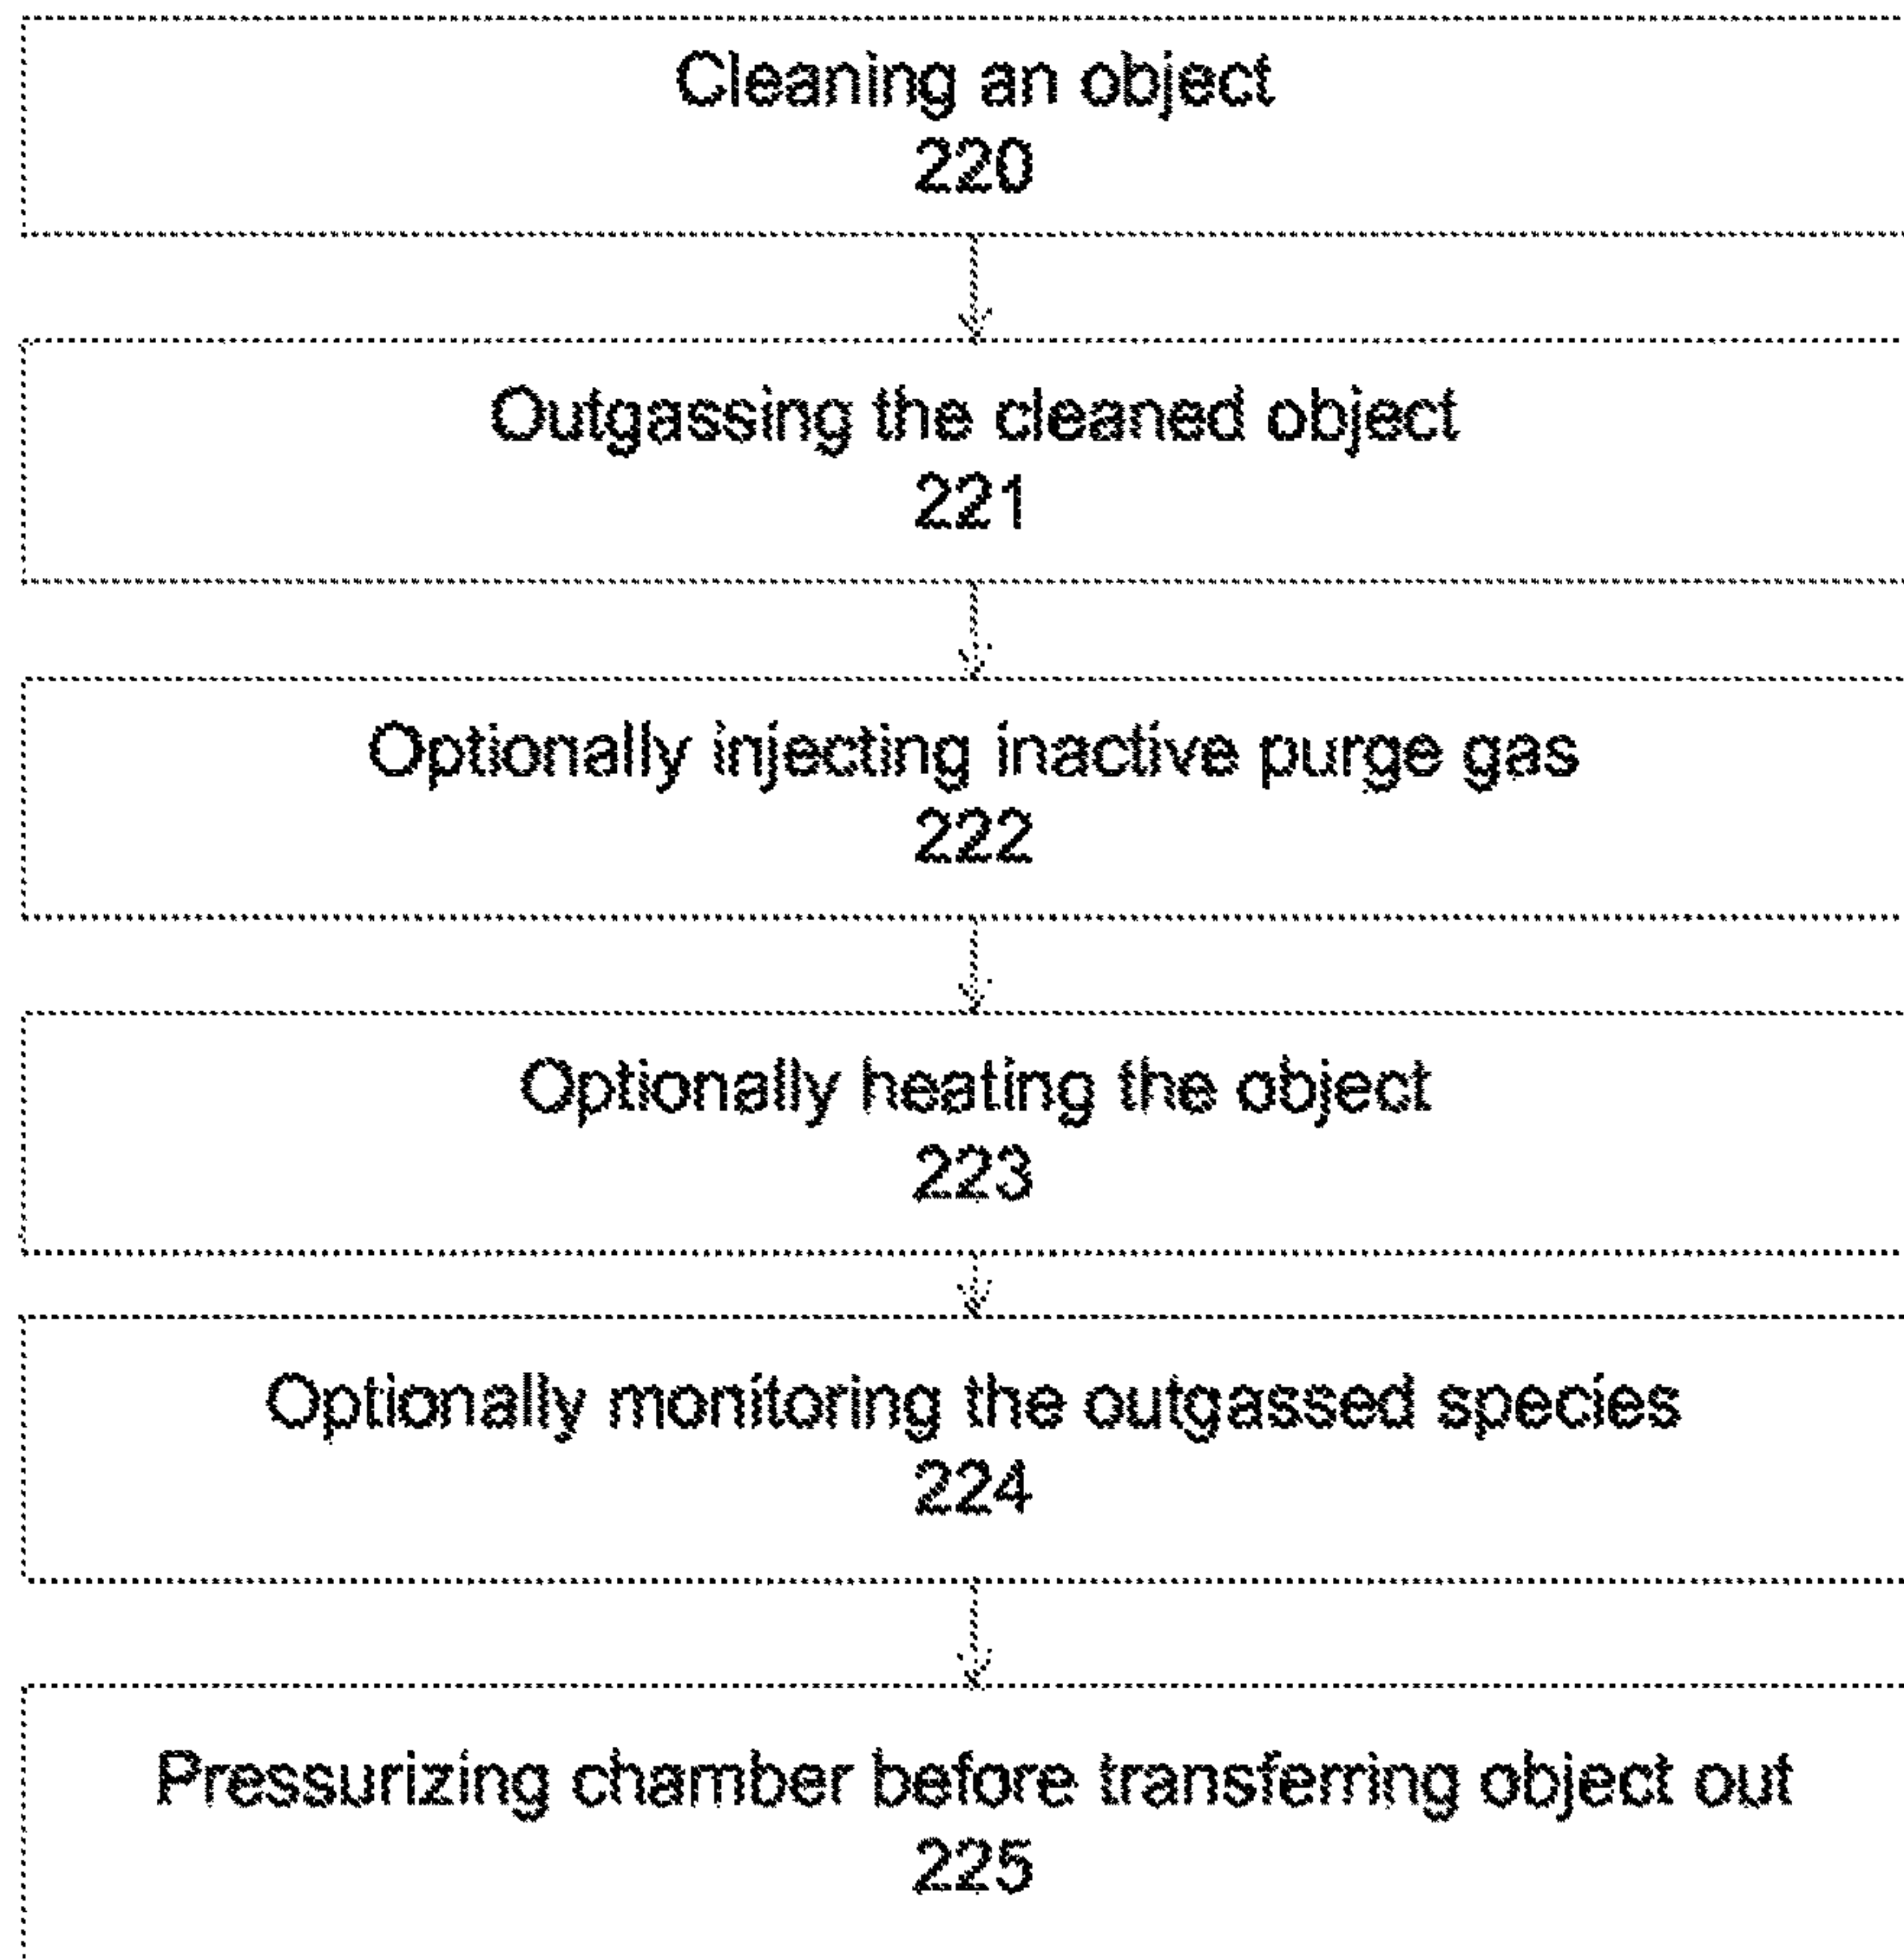 Cleaning an object
220
Outgassing the cleaned object
221
Optionally injecting inactive purge gas
222
Optionally heating the object
223
Optionally monitoring the outgassed species
224
Pressurizing chamber before transferring object out
225